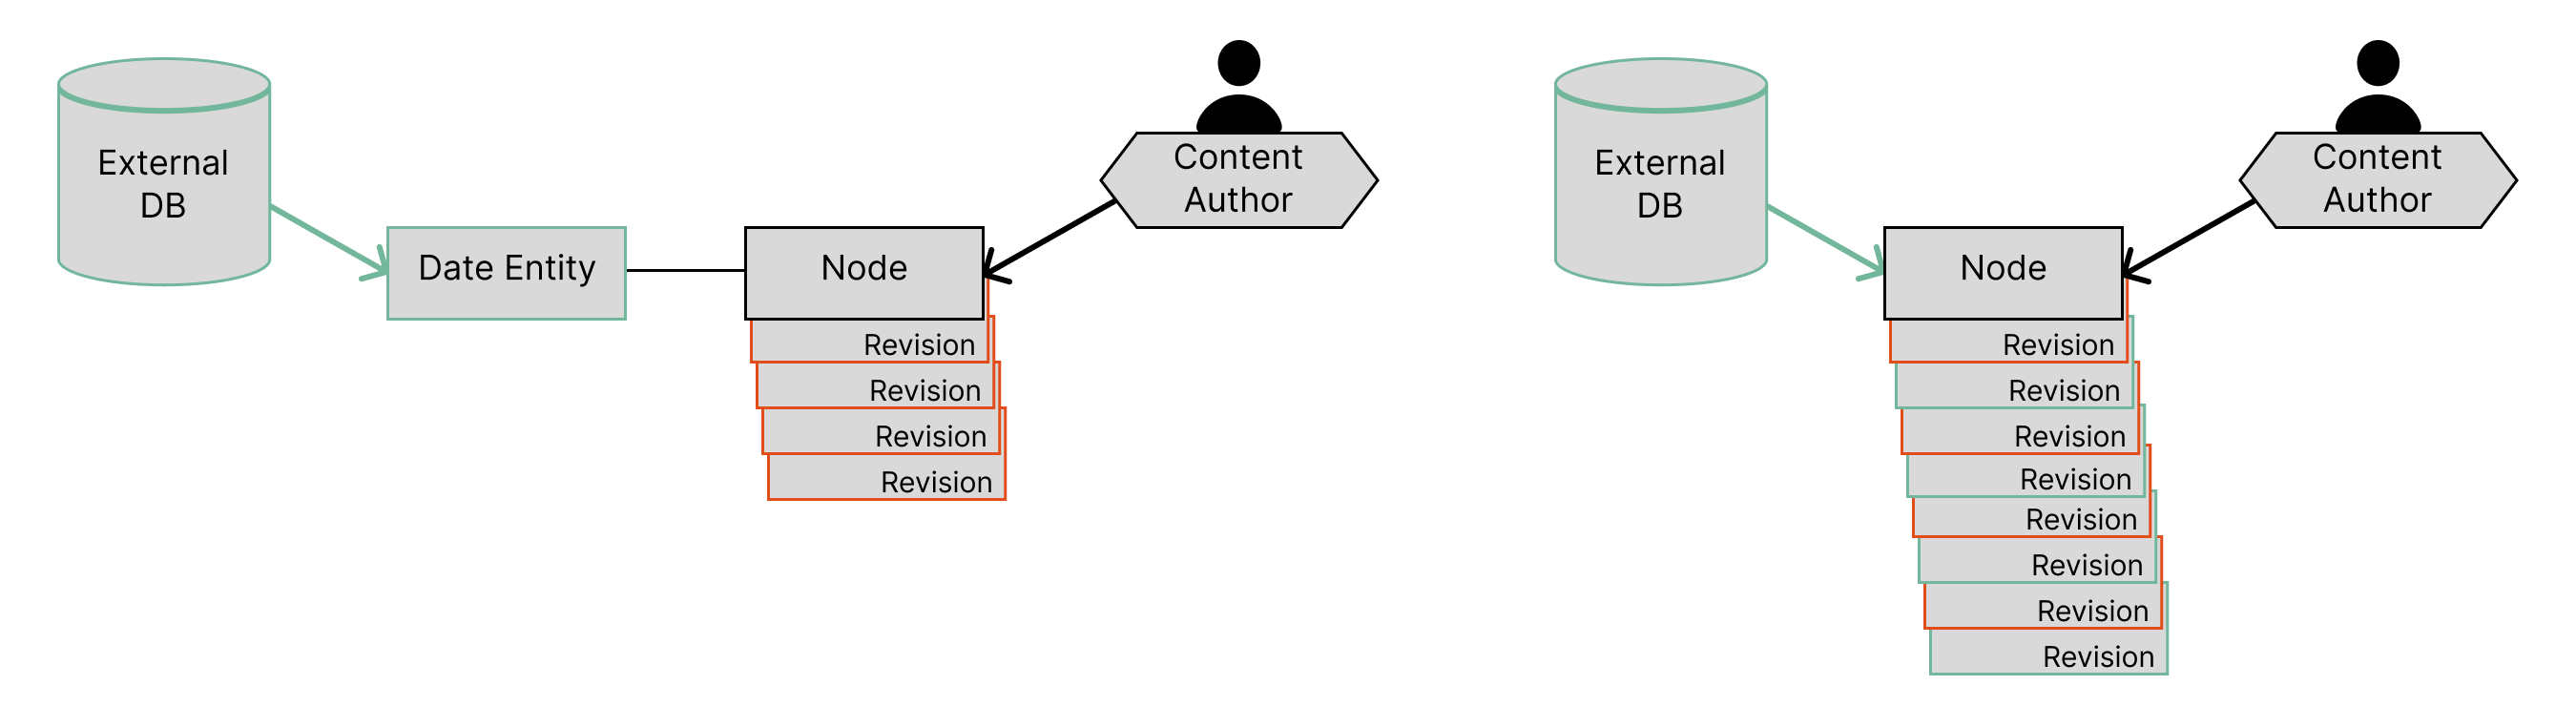 External
DB
Date Entity
Node
Content
Author
Revision
Revision
Revision
Revision
External
DB
Node
Content
Author
Revision
Revision
Revision
Revision
Revision
Revision
Revision
Revision